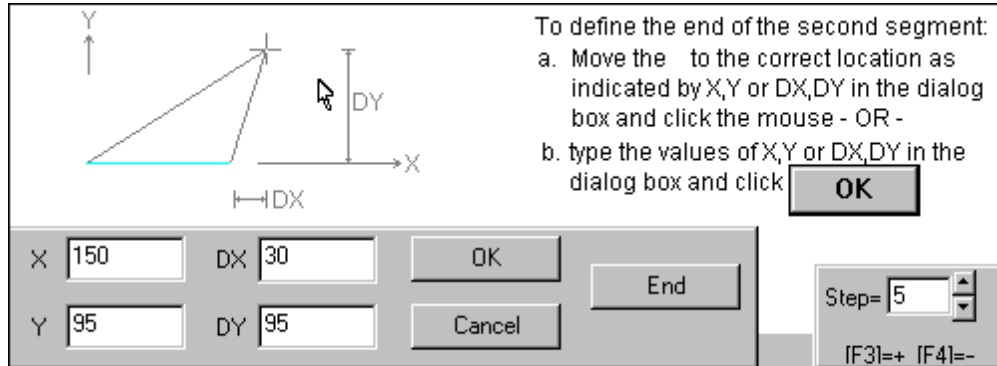 Y
DY
X
DX
To define the end of the second segment:
a. Move the to the correct location as
indicated by X,Y or DX,DY in the dialog
box and click the mouse - OR -
b. type the values of X,Y or DX,DY in the
dialog box and click OK
X 150 DX 30 OK
End
Y 95 DY 95 Cancel
Step= 5
[F3]=+ [F4]=-